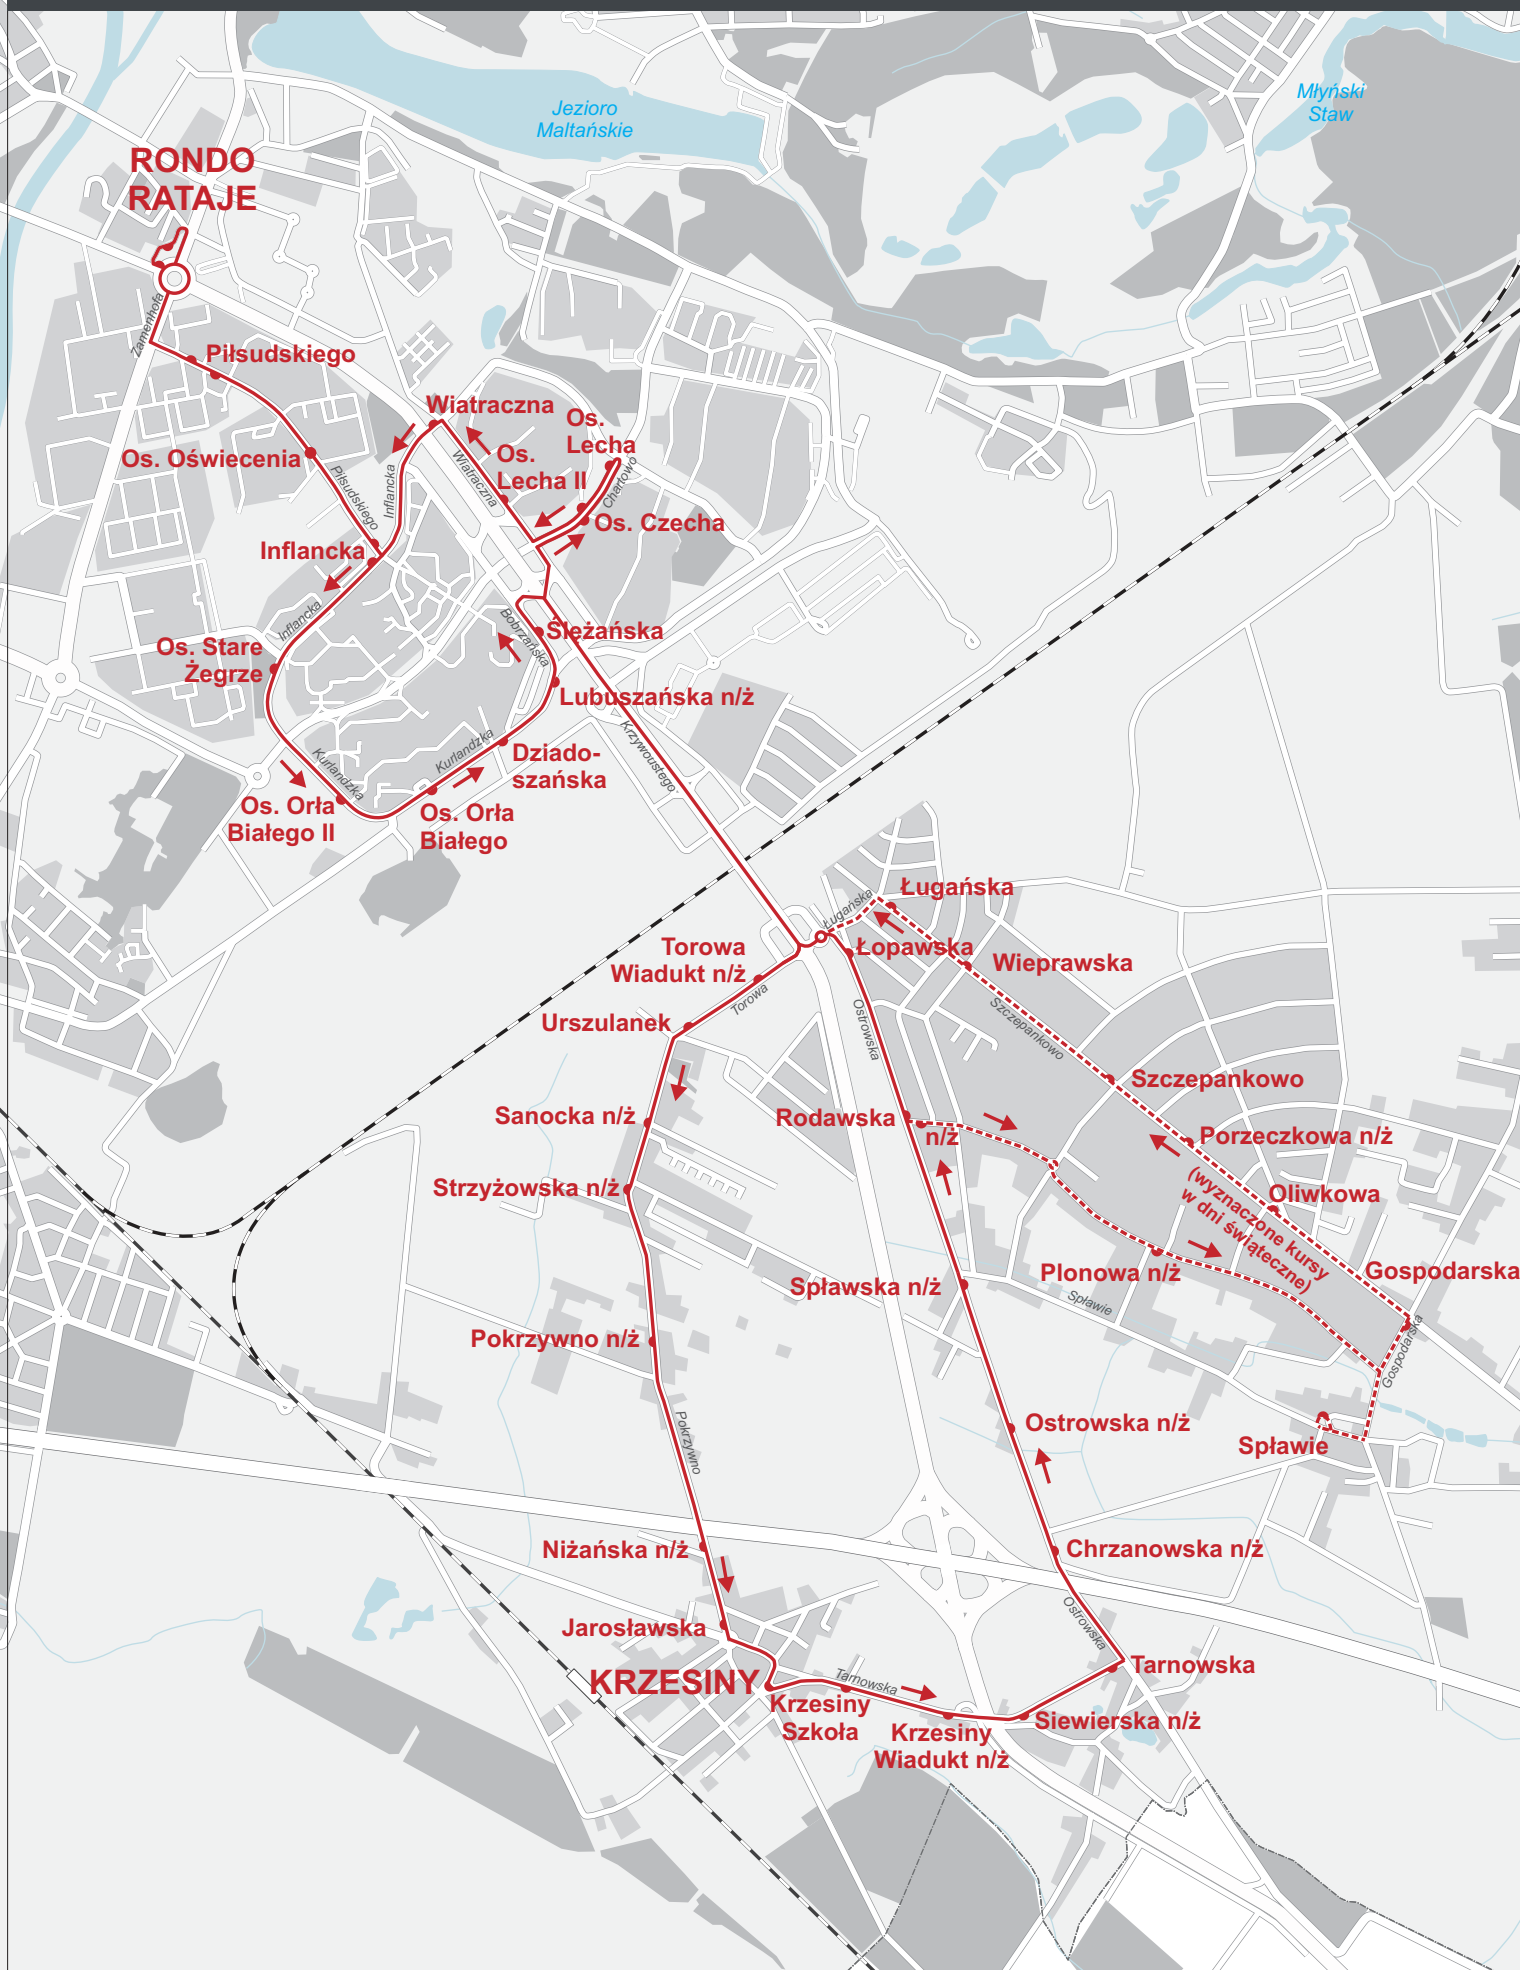 Jezioro
Maltańskie
Młyński
Staw
RONDO
RATAJE
Zamenhofa
Piłsudskiego
Wiatraczna
Os.
Lecha
Os. Oświecenia
Piłsudskiego
Inflancka
Wiatraczna
Os.
Lecha II
Chartowo
Os. Czecha
Inflancka
Inflancka
Os. Stare
Żegrze
Bobrzańska
Ślężańska
Lubuszańska n/ż
Krzywoustego
Kurlandzka
Kurlandzka
Dziado-
szańska
Os. Orła
Białego II
Os. Orła
Białego
Ługańska
Ługańska
Torowa
Wiadukt n/ż
Łopawska
Wieprawska
Torowa
Urszulanek
Ostrowska
Szczepankowo
Szczepankowo
Sanocka n/ż
Rodawska
n/ż
Porzeczkowa n/ż
Strzyżowska n/ż
(wyznaczone kursy
w dni świąteczne)
Oliwkowa
Spławska n/ż
Plonowa n/ż
Gospodarska
Spławie
Pokrzywno n/ż
Gospodarska
Pokrzywno
Ostrowska n/ż
Spławie
Niżańska n/ż
Chrzanowska n/ż
Jarosławska
Ostrowska
KRZESINY
Tarnowska
Tarnowska
Krzesiny
Szkoła
Krzesiny
Wiadukt n/ż
Siewierska n/ż